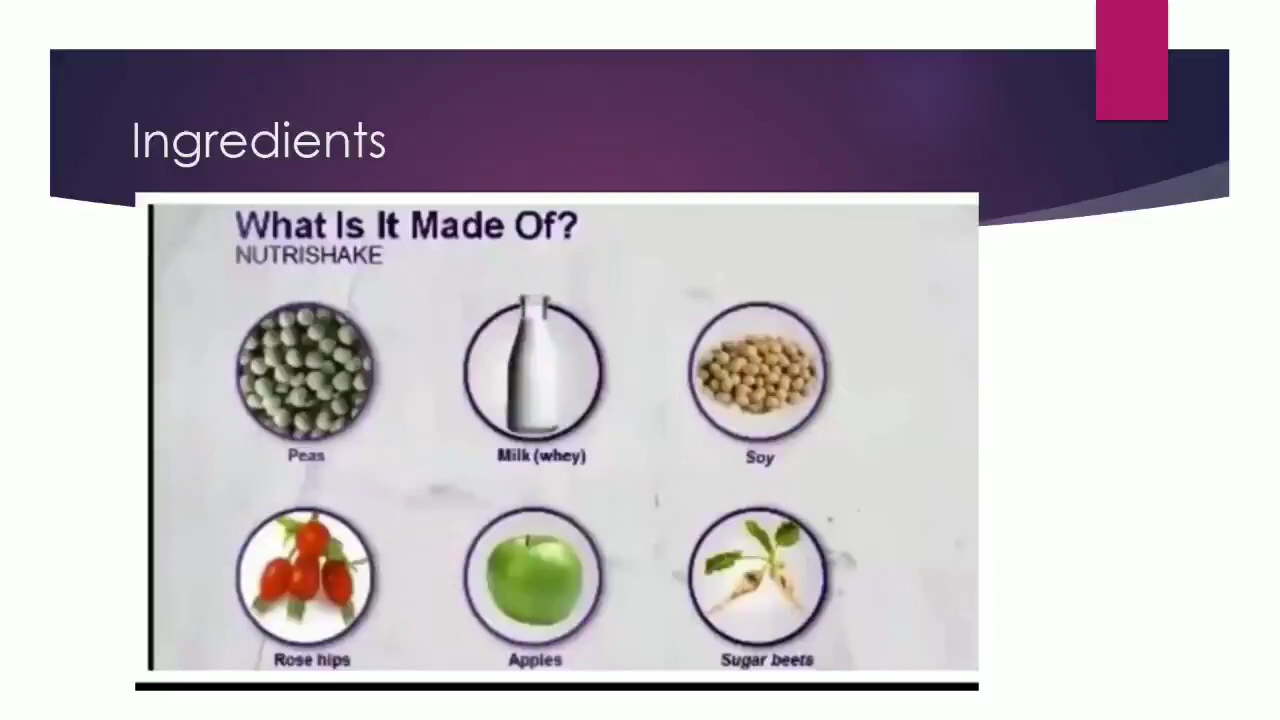 Ingredients
What Is It Made Of?
NUTRISHAKE
Peas
Milk (whey)
Soy
Rose hips
Apples
Sugar beets